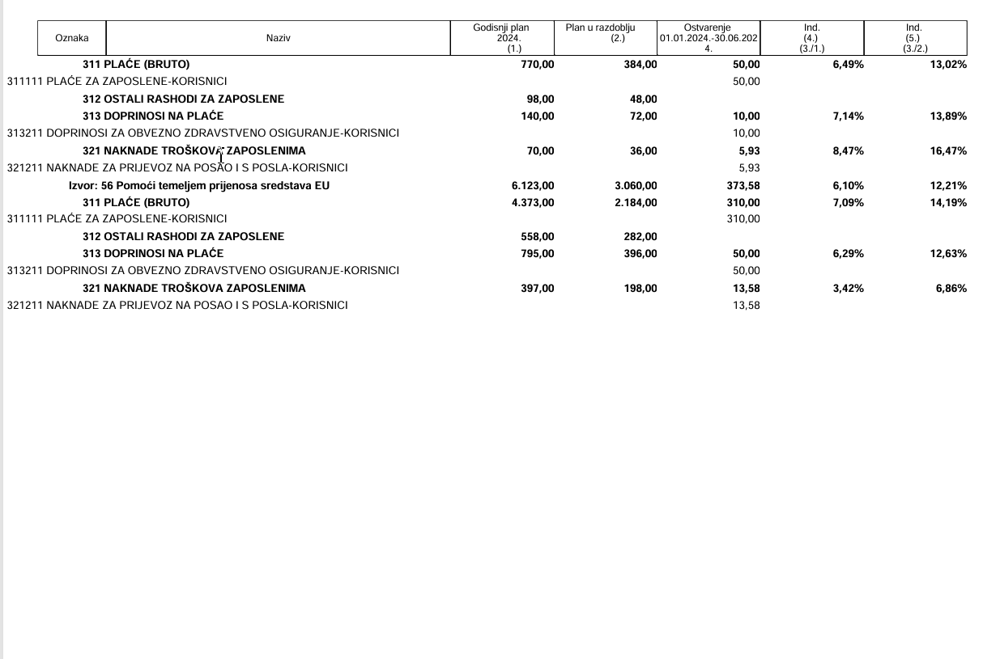 Oznaka Naziv Godisnji plan 2024. (1.) Plan u razdoblju (2.) Ostvarenje 01.01.2024.-30.06.2024. Ind. (4.) (3./1.) Ind. (5.) (3./2.)
311 PLAĆE (BRUTO) 770,00 384,00 50,00 6,49% 13,02%
311111 PLAĆE ZA ZAPOSLENE-KORISNICI 50,00
312 OSTALI RASHODI ZA ZAPOSLENE 98,00 48,00
313 DOPRINOSI NA PLAĆE 140,00 72,00 10,00 7,14% 13,89%
313211 DOPRINOSI ZA OBVEZNO ZDRAVSTVENO OSIGURANJE-KORISNICI 10,00
321 NAKNADE TROŠKOVA ZAPOSLENIMA 70,00 36,00 5,93 8,47% 16,47%
321211 NAKNADE ZA PRIJEVOZ NA POSAO I S POSLA-KORISNICI 5,93
Izvor: 56 Pomoći temeljem prijenosa sredstava EU 6.123,00 3.060,00 373,58 6,10% 12,21%
311 PLAĆE (BRUTO) 4.373,00 2.184,00 310,00 7,09% 14,19%
311111 PLAĆE ZA ZAPOSLENE-KORISNICI 310,00
312 OSTALI RASHODI ZA ZAPOSLENE 558,00 282,00
313 DOPRINOSI NA PLAĆE 795,00 396,00 50,00 6,29% 12,63%
313211 DOPRINOSI ZA OBVEZNO ZDRAVSTVENO OSIGURANJE-KORISNICI 50,00
321 NAKNADE TROŠKOVA ZAPOSLENIMA 397,00 198,00 13,58 3,42% 6,86%
321211 NAKNADE ZA PRIJEVOZ NA POSAO I S POSLA-KORISNICI 13,58